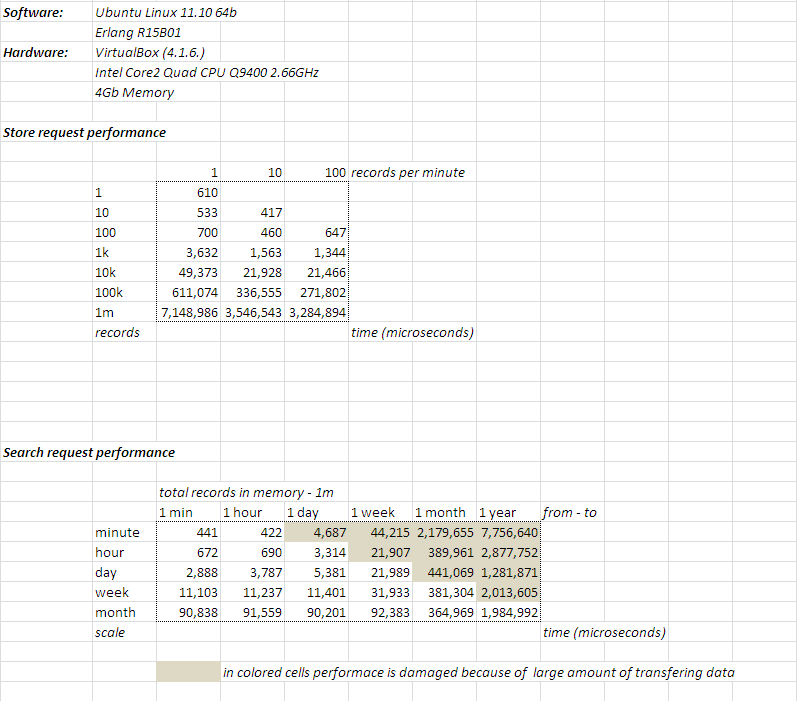 Software: Ubuntu Linux 11.10 64b
Erlang R15B01
Hardware: VirtualBox (4.1.6.)
Intel Core2 Quad CPU Q9400 2.66GHz
4Gb Memory
Store request performance
1 10 100 records per minute
1 610
10 533 417
100 700 460 647
1k 3,632 1,563 1,344
10k 49,373 21,928 21,466
100k 611,074 336,555 271,802
1m 7,148,986 3,546,543 3,284,894
records time (microseconds)
Search request performance
total records in memory - 1m
1 min 1 hour 1 day 1 week 1 month 1 year from - to
minute 441 422 4,687 44,215 2,179,655 7,756,640
hour 672 690 3,314 21,907 389,961 2,877,752
day 2,888 3,787 5,381 21,989 441,069 1,281,871
week 11,103 11,237 11,401 31,933 381,304 2,013,605
month 90,838 91,559 90,201 92,383 364,969 1,984,992
scale time (microseconds)
in colored cells performace is damaged because of large amount of transfering data